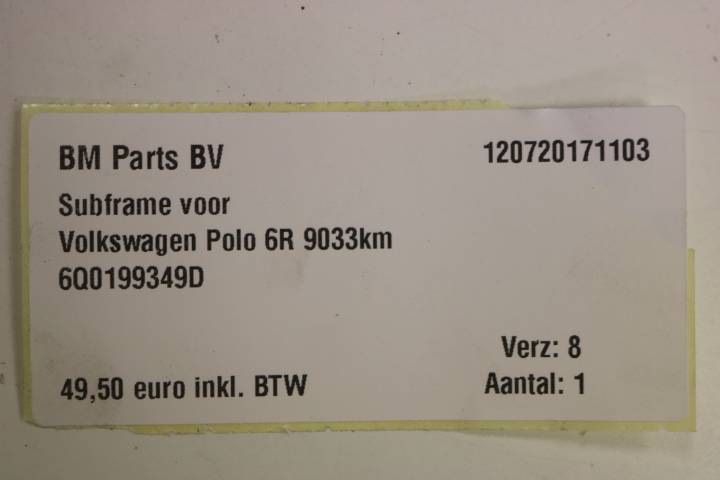 BM Parts BV 120720171103
Subframe voor
Volkswagen Polo 6R 9033km
6Q0199349D
Verz: 8
49,50 euro inkl. BTW Aantal: 1